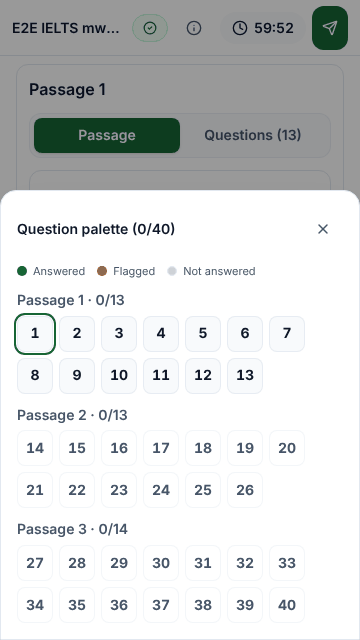 E2E IELTS mw... 59:52
Passage 1
Passage Questions (13)
Question palette (0/40)
Answered Flagged Not answered
Passage 1 · 0/13
1 2 3 4 5 6 7
8 9 10 11 12 13
Passage 2 · 0/13
14 15 16 17 18 19 20
21 22 23 24 25 26
Passage 3 · 0/14
27 28 29 30 31 32 33
34 35 36 37 38 39 40